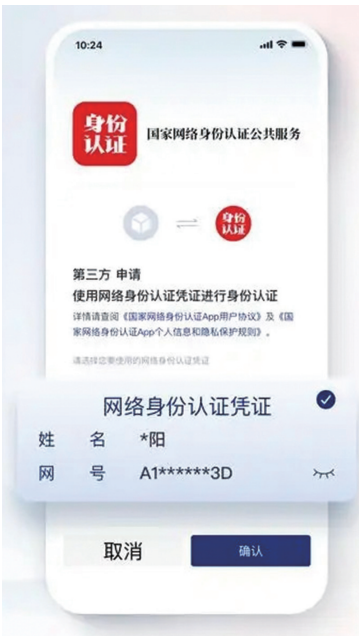 10:24
身份
认证
国家网络身份认证公共服务
身份
认证
第三方 申请
使用网络身份认证凭证进行身份认证
详情请查阅《国家网络身份认证App用户协议》及《国
家网络身份认证App个人信息和隐私保护规则》。
请选择您要使用的网络身份认证凭证
网络身份认证凭证
姓 名 *阳
网 号 A1******3D
取消
确认